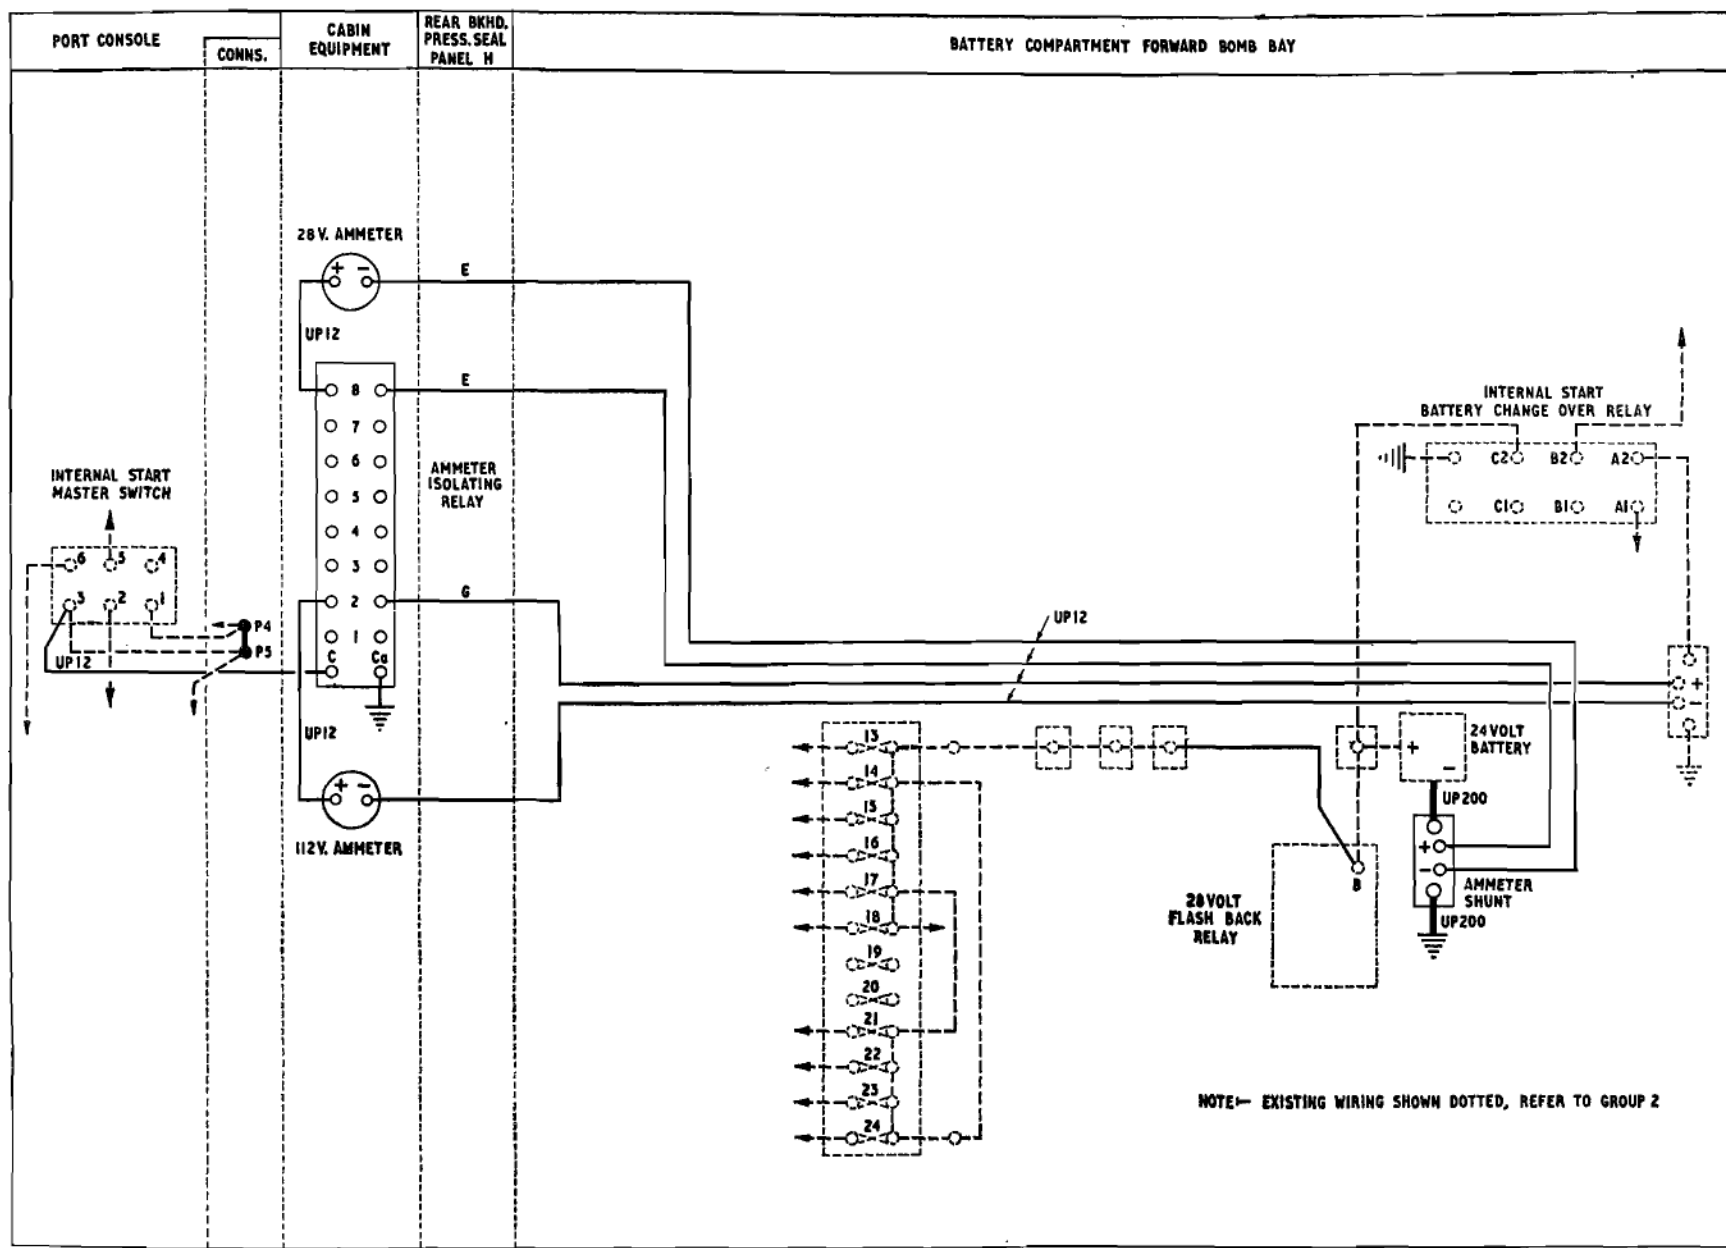 PORT CONSOLE
CONNS.
CABIN
EQUIPMENT
REAR BKHD.
PRESS. SEAL
PANEL H
BATTERY COMPARTMENT FORWARD BOMB BAY
28V. AMMETER
+ -
E
UP12
E
8
7
6
5
4
3
2
1
C Ca
AMMETER
ISOLATING
RELAY
G
INTERNAL START
MASTER SWITCH
6 5 4
3 2 1
P4
P5
UP12
UP12
+ -
112V. AMMETER
UP12
INTERNAL START
BATTERY CHANGE OVER RELAY
C2 B2 A2
C1 B1 A1
+
-
13
14
15
16
17
18
19
20
21
22
23
24
+
-
24 VOLT
BATTERY
UP200
+
-
AMMETER
SHUNT
UP200
B
28 VOLT
FLASH BACK
RELAY
NOTE:- EXISTING WIRING SHOWN DOTTED, REFER TO GROUP 2